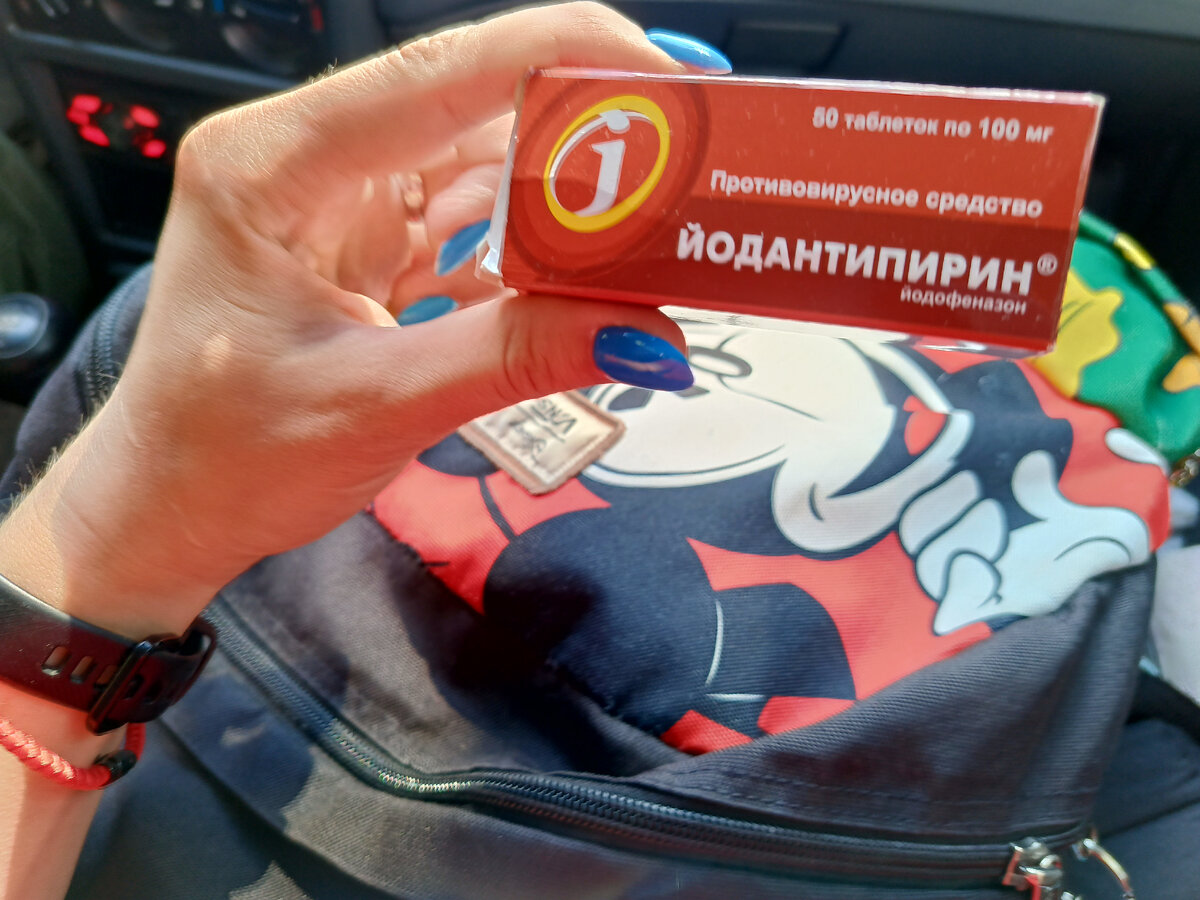 50 таблеток по 100 мг
Противовирусное средство
ЙОДАНТИПИРИН®
йодофеназон